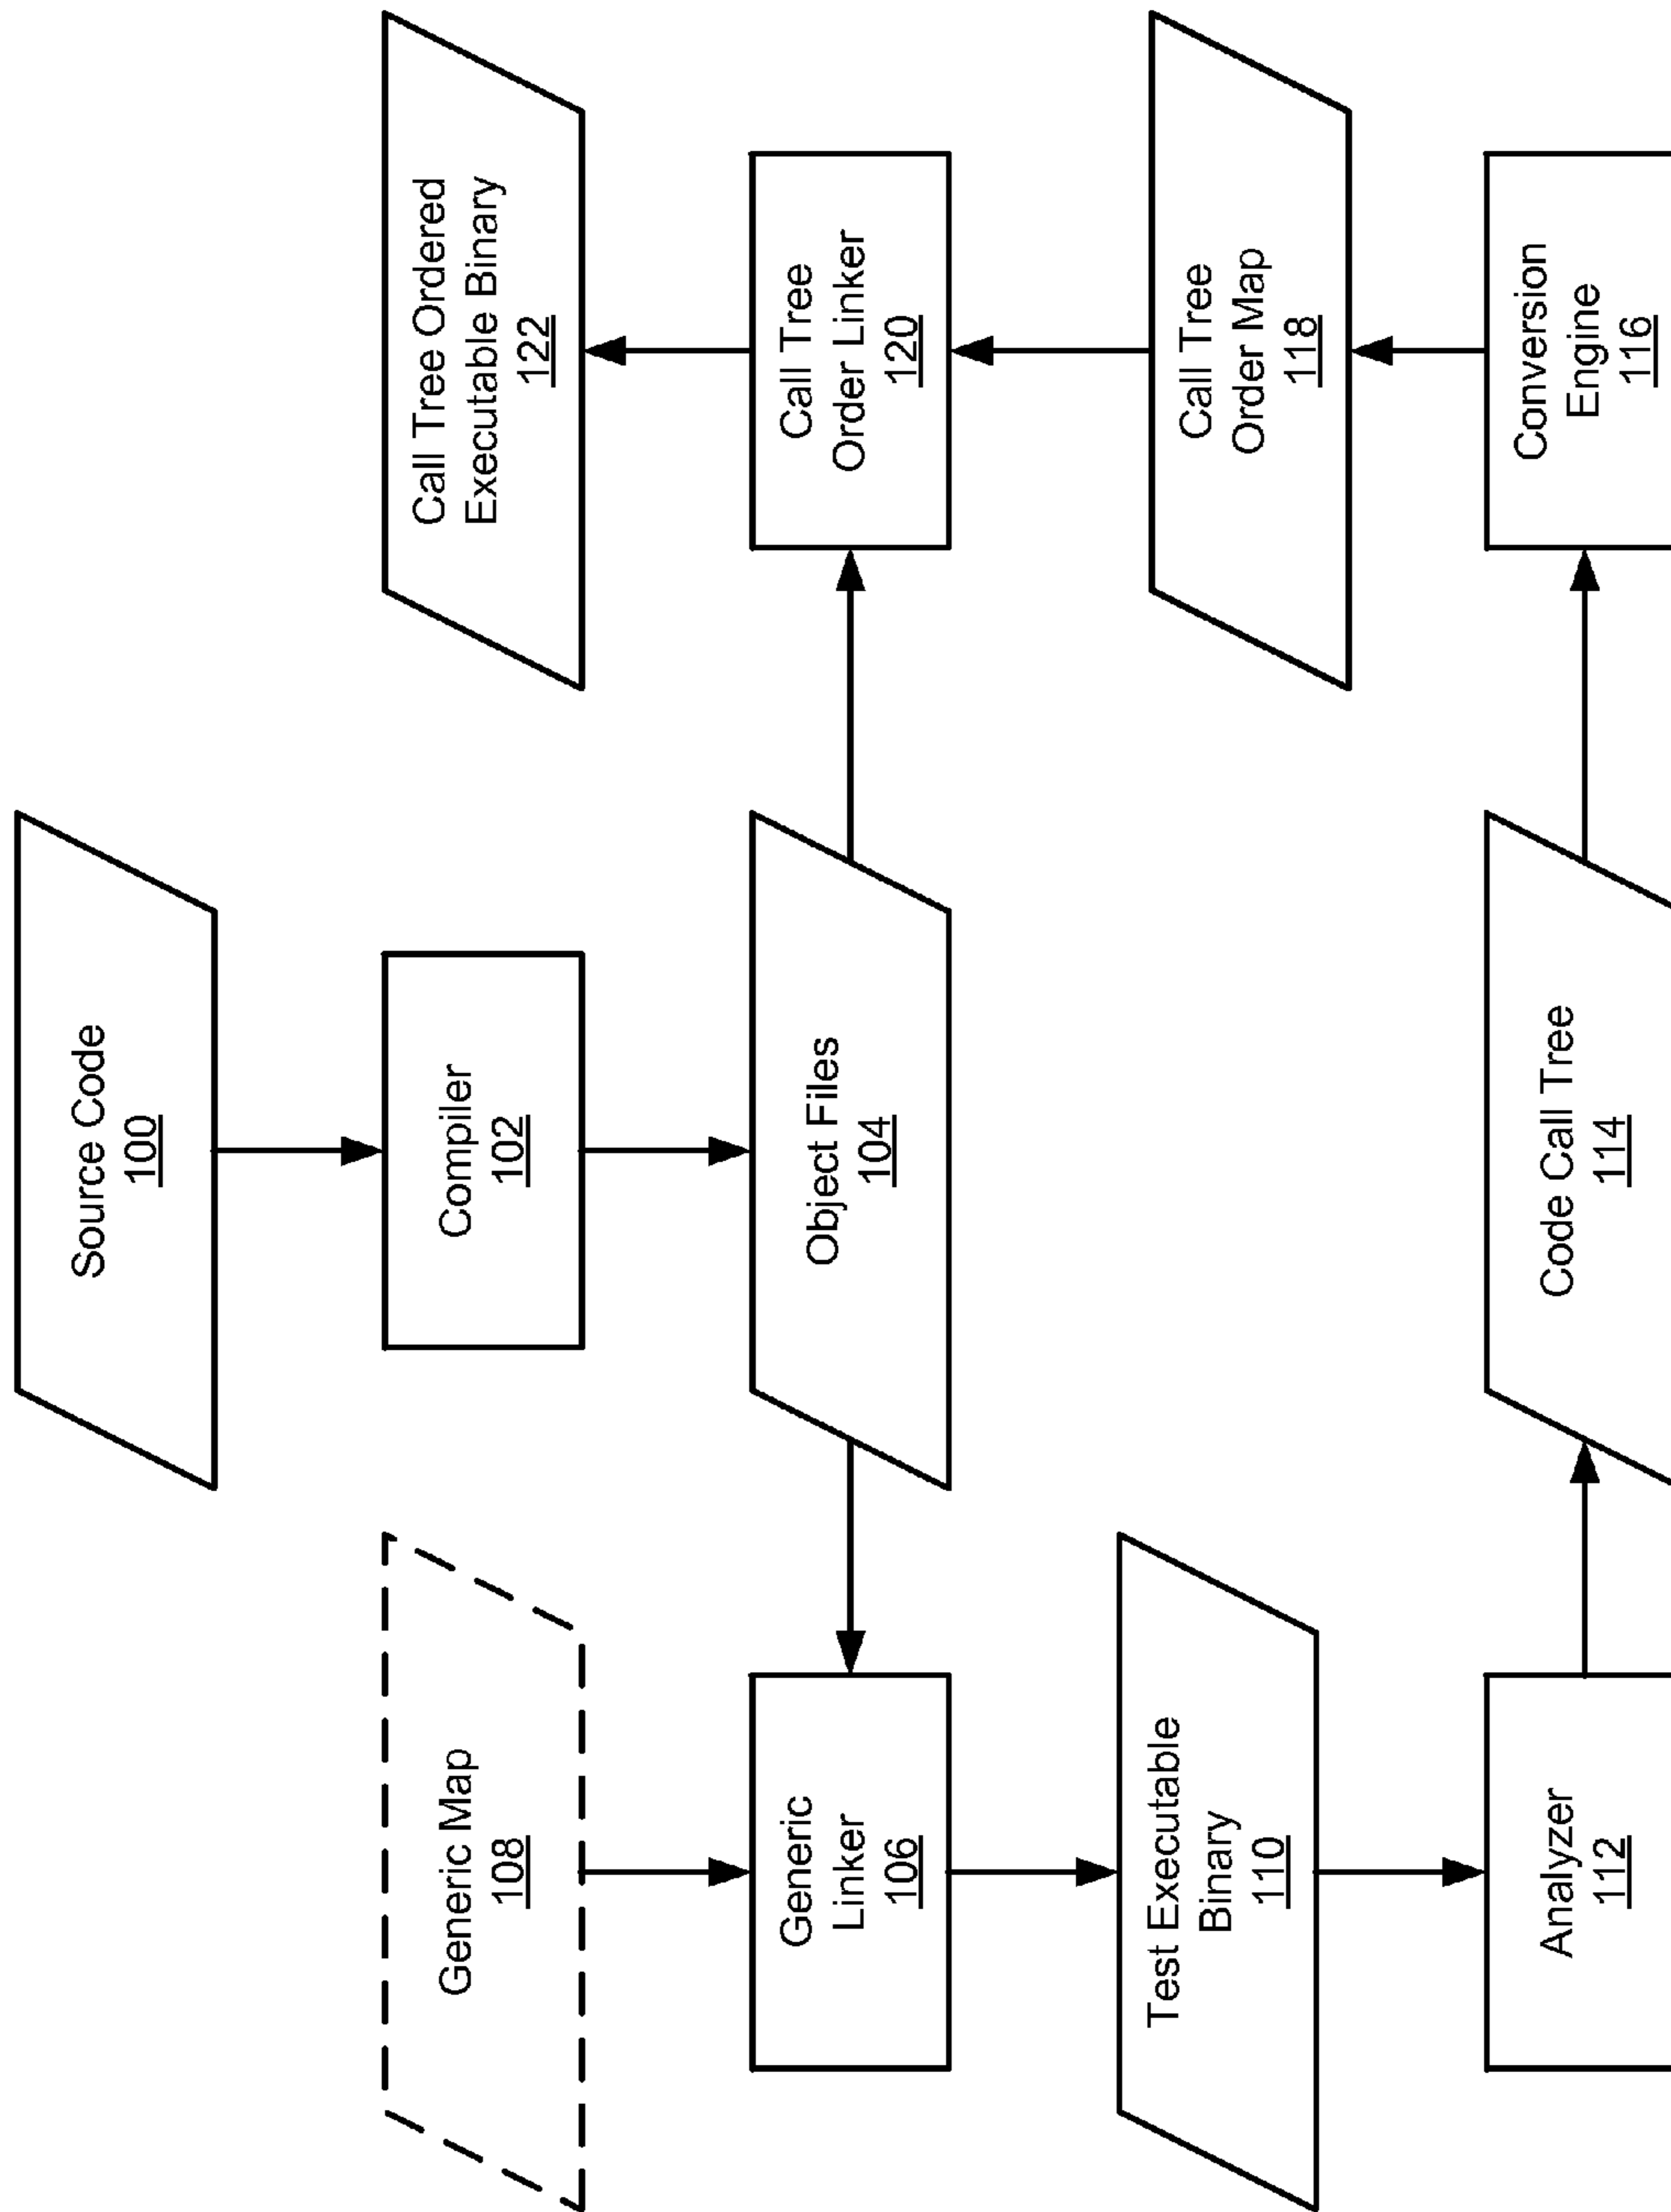 Source Code
100
Generic Map
108
Compiler
102
Call Tree Ordered
Executable Binary
122
Generic
Linker
106
Object Files
104
Call Tree
Order Linker
120
Test Executable
Binary
110
Call Tree
Order Map
118
Analyzer
112
Code Call Tree
114
Conversion
Engine
116